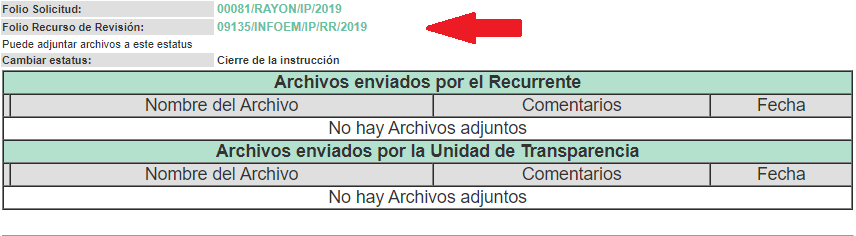 Folio Solicitud: 00081/RAYON/IP/2019
Folio Recurso de Revisión: 09135/INFOEM/IP/RR/2019
Puede adjuntar archivos a este estatus
Cambiar estatus: Cierre de la instrucción
Archivos enviados por el Recurrente
Nombre del Archivo Comentarios Fecha
No hay Archivos adjuntos
Archivos enviados por la Unidad de Transparencia
Nombre del Archivo Comentarios Fecha
No hay Archivos adjuntos